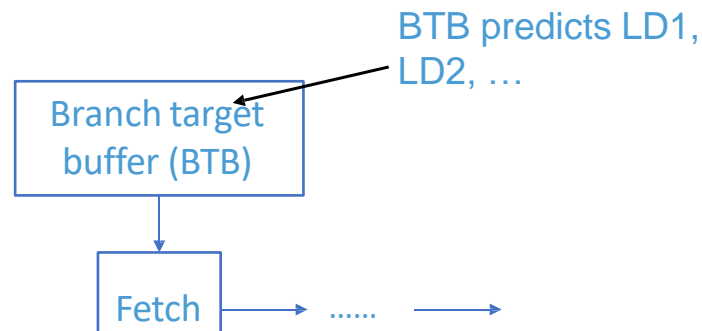 BTB predicts LD1,
LD2, …
Branch target
buffer (BTB)
Fetch
......